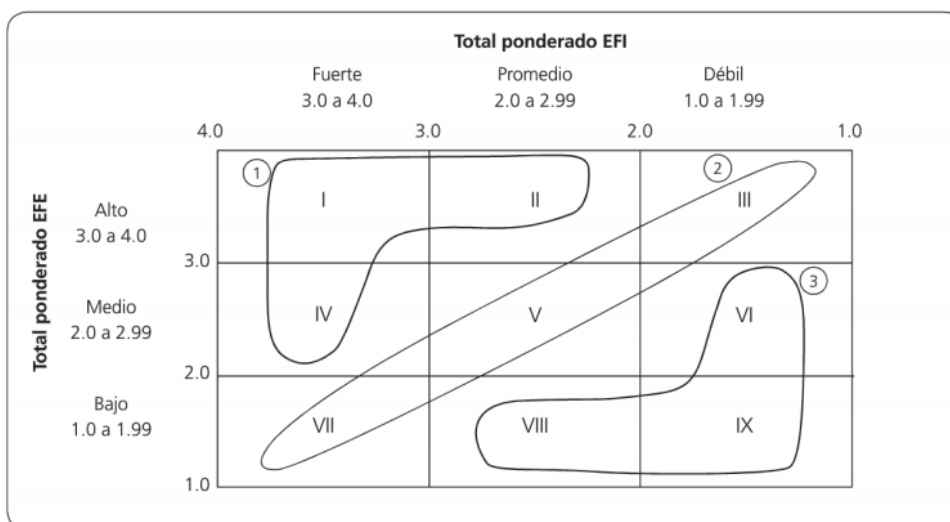 Total ponderado EFI
Fuerte Promedio Débil
3.0 a 4.0 2.0 a 2.99 1.0 a 1.99
4.0 3.0 2.0 1.0
1 2
I II III
Total ponderado EFE
Alto
3.0 a 4.0
3.0
3
Medio
2.0 a 2.99
IV V VI
2.0
Bajo
1.0 a 1.99
VII VIII IX
1.0